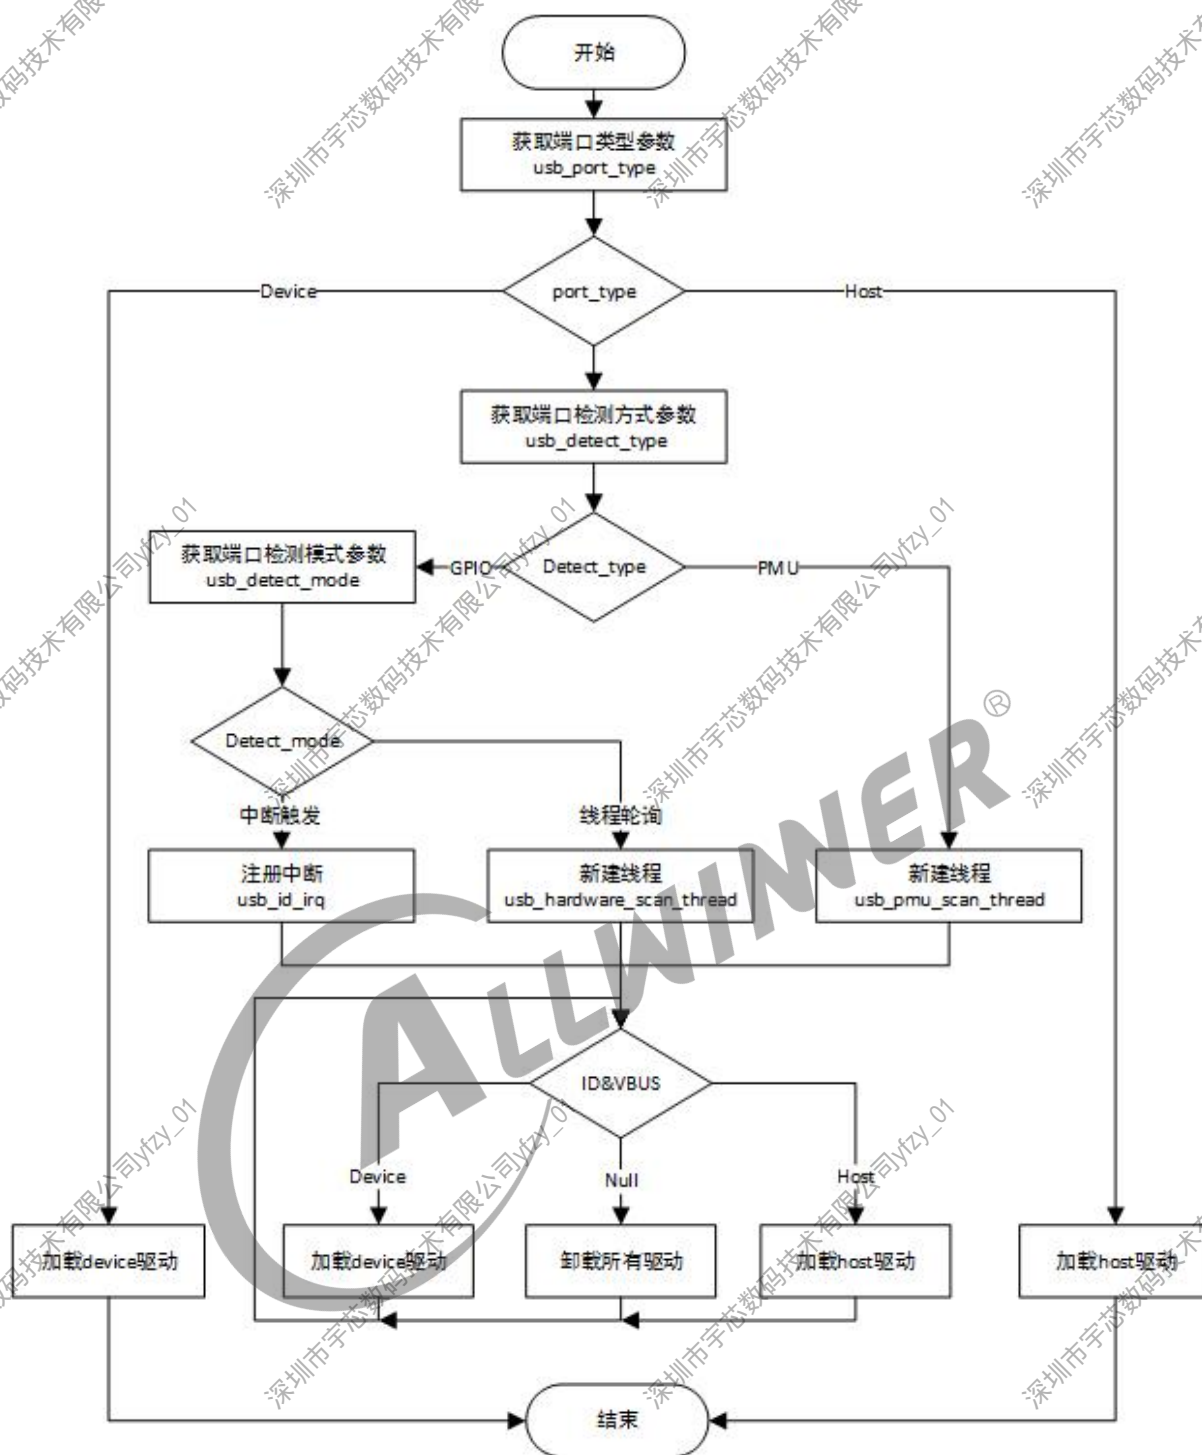 开始
获取端口类型参数
usb_port_type
Device
port_type
Host
获取端口检测方式参数
usb_detect_type
获取端口检测模式参数
usb_detect_mode
GPIO
Detect_type
PMU
Detect_mode
中断触发
线程轮询
注册中断
usb_id_irq
新建线程
usb_hardware_scan_thread
新建线程
usb_pmu_scan_thread
ALLWINNER®
ID&VBUS
Device
Null
Host
加载device驱动
加载device驱动
卸载所有驱动
加载host驱动
加载host驱动
结束
深圳市宇芯数码技术有限公司yfzy_01